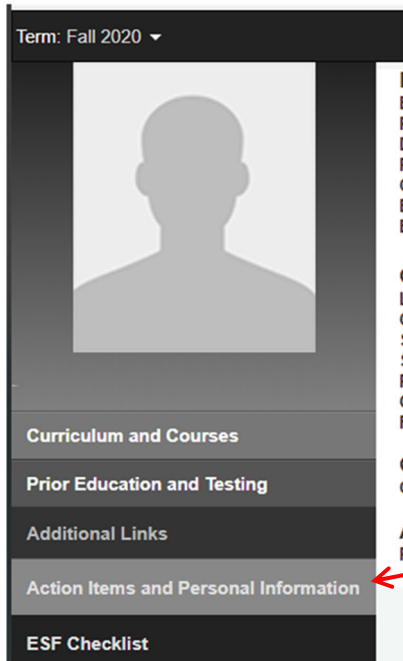 Term: Fall 2020
Curriculum and Courses
Prior Education and Testing
Additional Links
Action Items and Personal Information
ESF Checklist